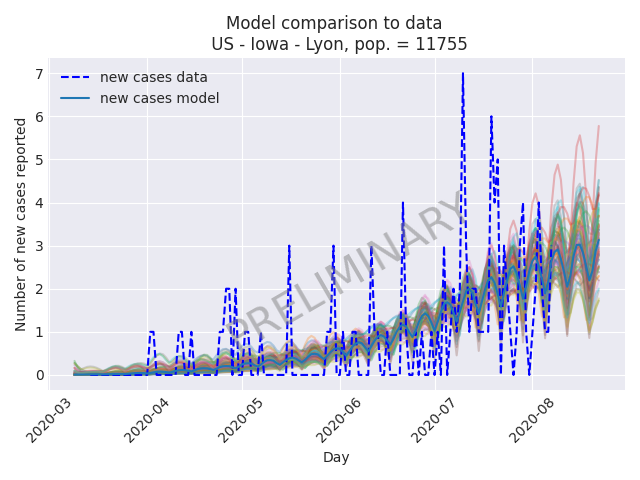 Model comparison to data
US - Iowa - Lyon, pop. = 11755
new cases data
new cases model
PRELIMINARY
Number of new cases reported
7
6
5
4
3
2
1
0
2020-03
2020-04
2020-05
2020-06
2020-07
2020-08
Day